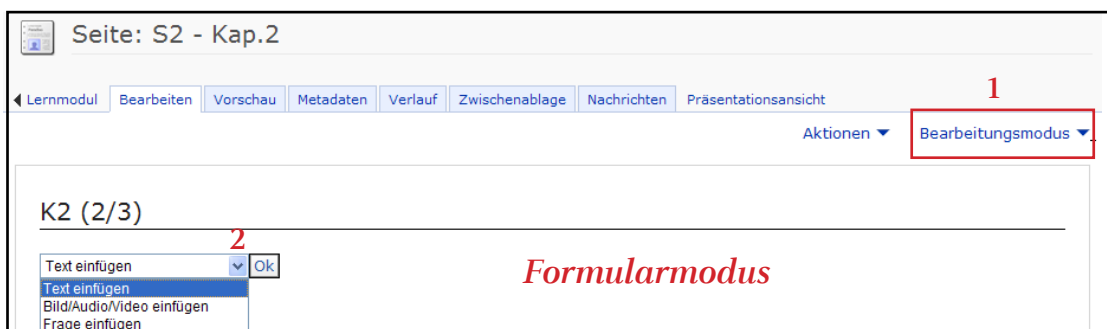 Seite: S2 - Kap.2
Lernmodul Bearbeiten Vorschau Metadaten Verlauf Zwischenablage Nachrichten Präsentationsansicht
1
Aktionen Bearbeitungsmodus
K2 (2/3)
2
Text einfügen Ok
Formularmodus
Text einfügen
Bild/Audio/Video einfügen
Frage einfügen